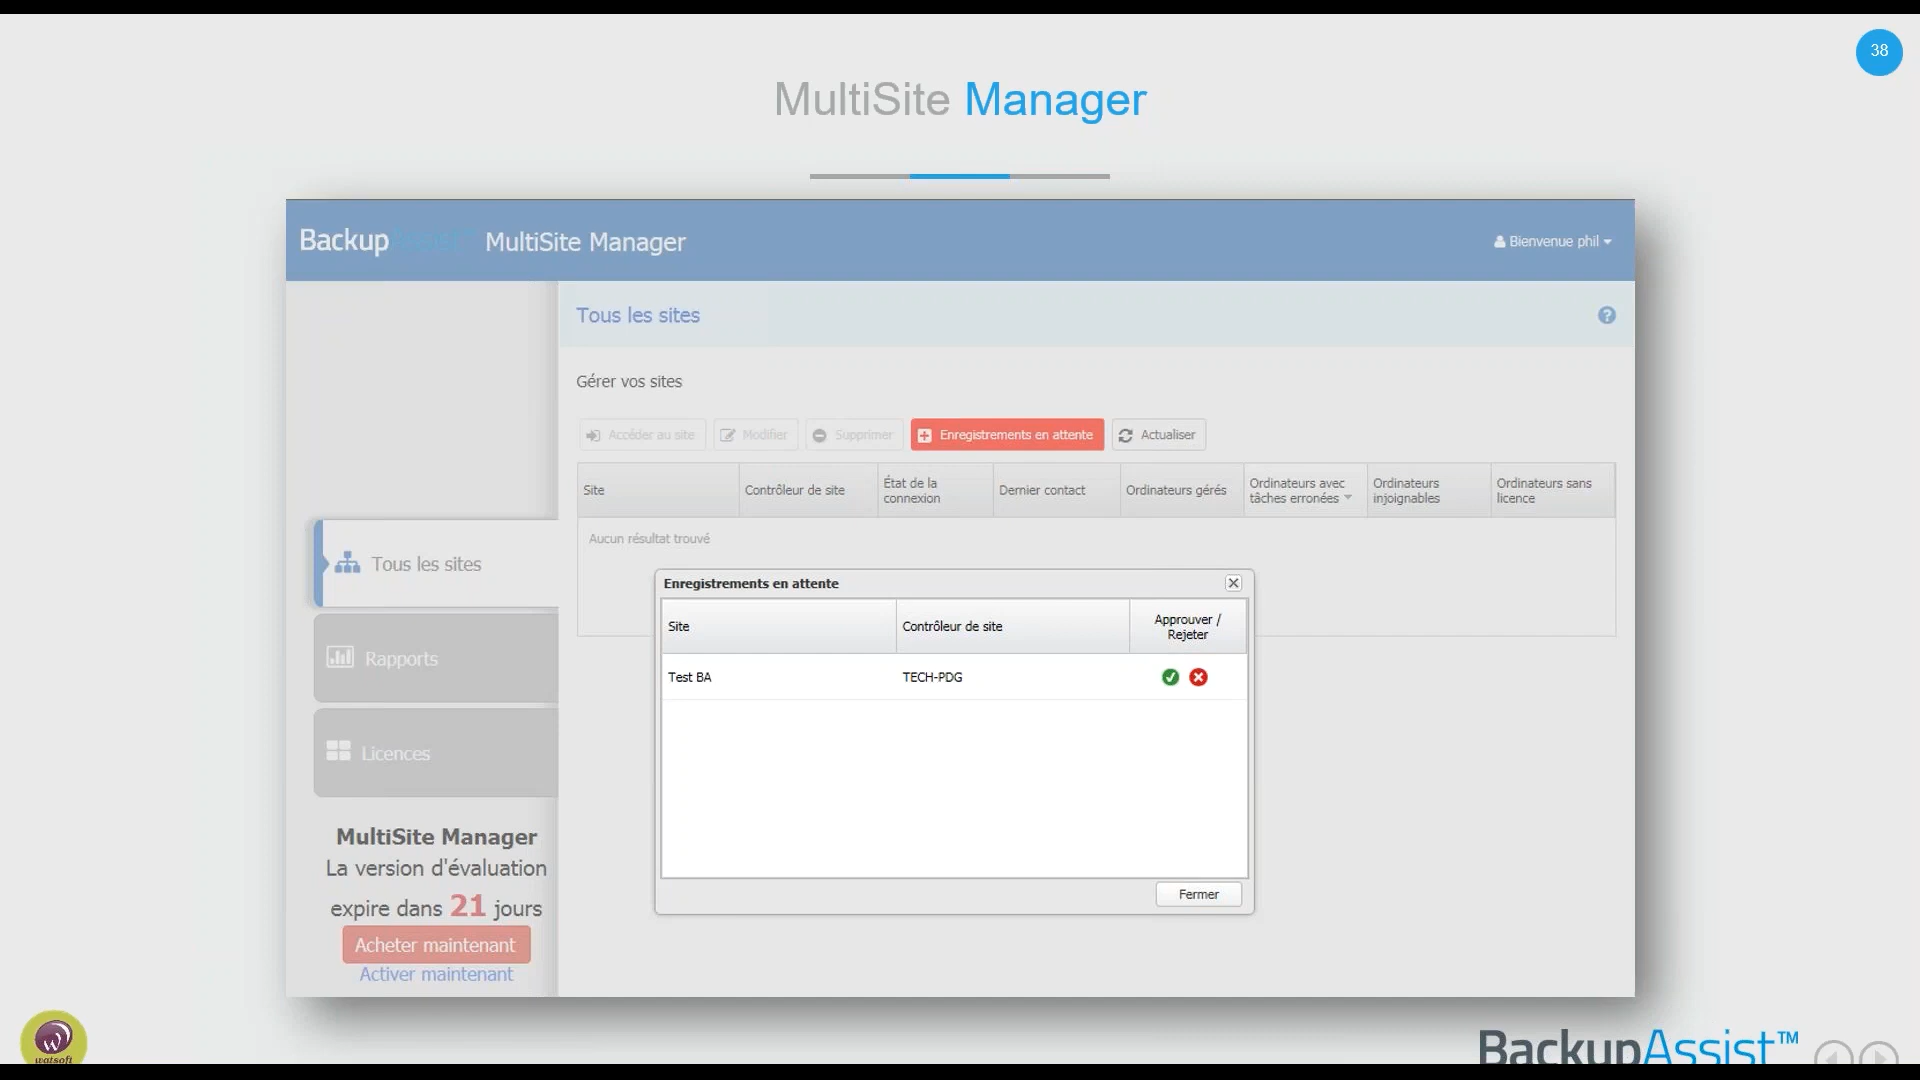 38
MultiSite Manager
BackupAssist™ MultiSite Manager
Bienvenue phil
Tous les sites
?
Gérer vos sites
Accéder au site
Modifier
Supprimer
Enregistrements en attente
Actualiser
Site
Contrôleur de site
État de la
connexion
Dernier contact
Ordinateurs gérés
Ordinateurs avec
tâches erronées
Ordinateurs
injoignables
Ordinateurs sans
licence
Aucun résultat trouvé
Tous les sites
Rapports
Licences
MultiSite Manager
La version d'évaluation
expire dans 21 jours
Acheter maintenant
Activer maintenant
Enregistrements en attente
Site
Contrôleur de site
Approuver /
Rejeter
Test BA
TECH-PDG
Fermer
watsoft
BackupAssist™